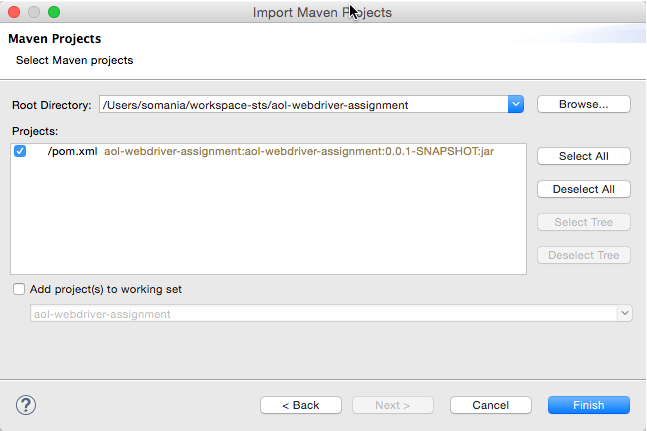 Import Maven Projects
Maven Projects
Select Maven projects
Root Directory: /Users/somania/workspace-sts/aol-webdriver-assignment Browse...
Projects:
/pom.xml aol-webdriver-assignment:aol-webdriver-assignment:0.0.1-SNAPSHOT:jar
Select All
Deselect All
Select Tree
Deselect Tree
Add project(s) to working set
aol-webdriver-assignment
? < Back Next > Cancel Finish